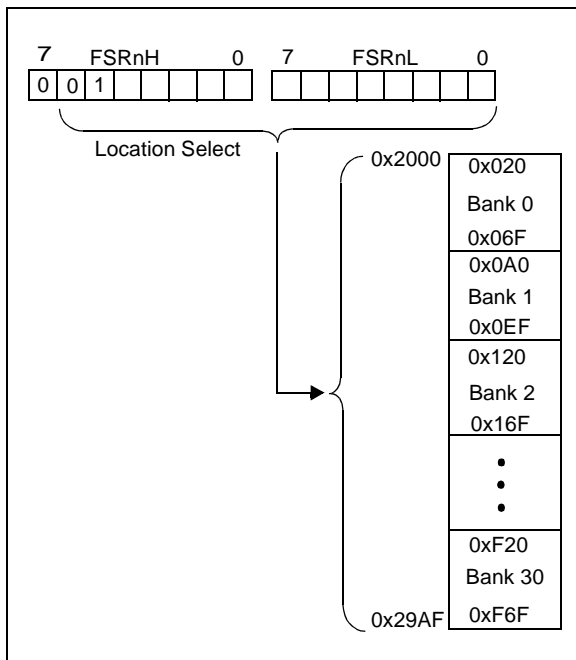 7 FSRnH 0 7 FSRnL 0
0 0 1
Location Select
0x2000
0x020
Bank 0
0x06F
0x0A0
Bank 1
0x0EF
0x120
Bank 2
0x16F
0xF20
Bank 30
0xF6F
0x29AF